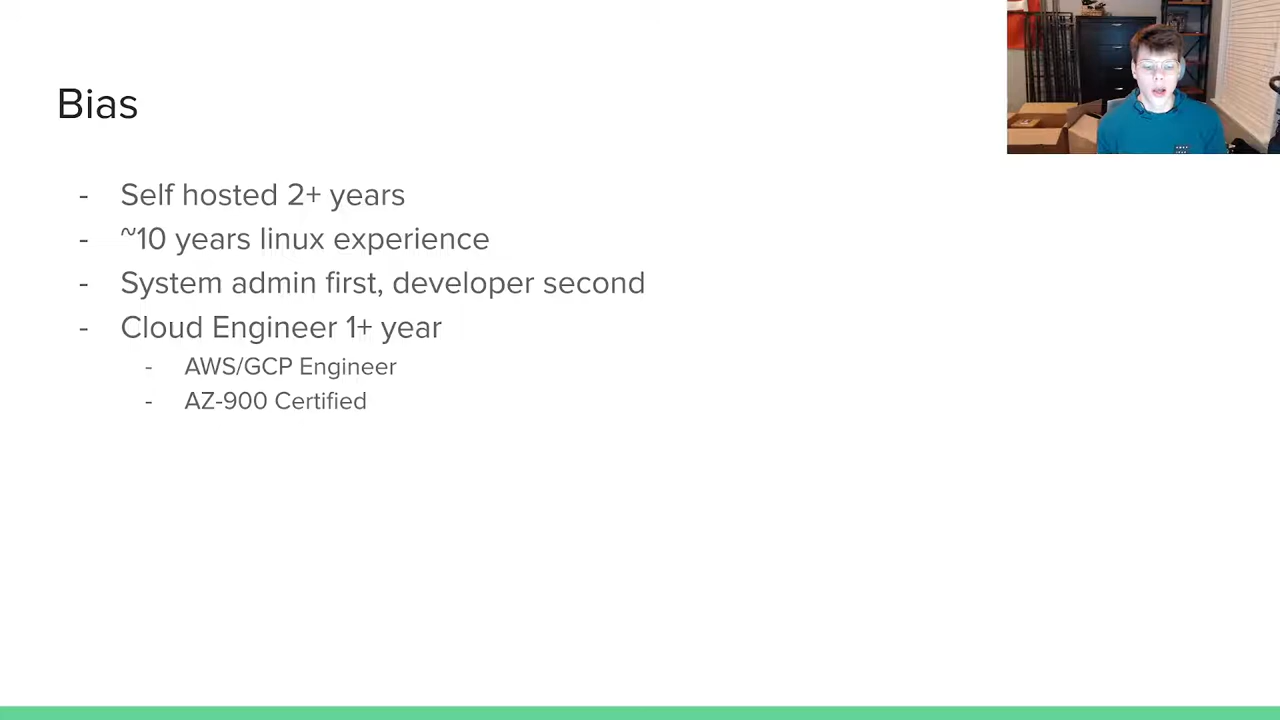 Bias
- Self hosted 2+ years
- ~10 years linux experience
- System admin first, developer second
- Cloud Engineer 1+ year
- AWS/GCP Engineer
- AZ-900 Certified